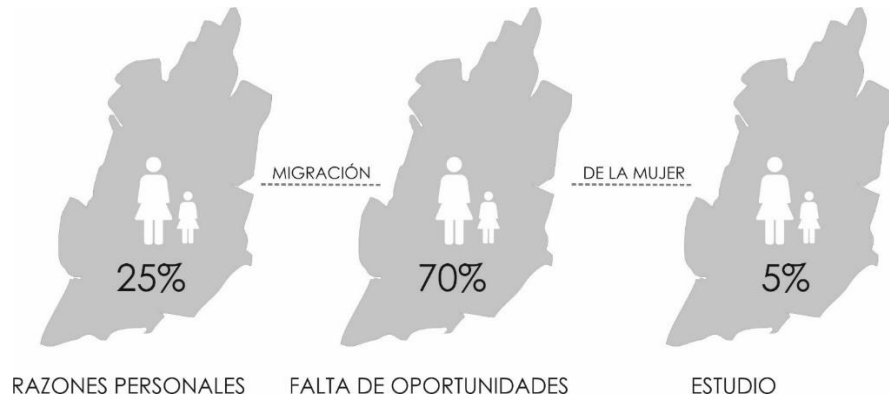 MIGRACIÓN
DE LA MUJER
25%
70%
5%
RAZONES PERSONALES
FALTA DE OPORTUNIDADES
ESTUDIO